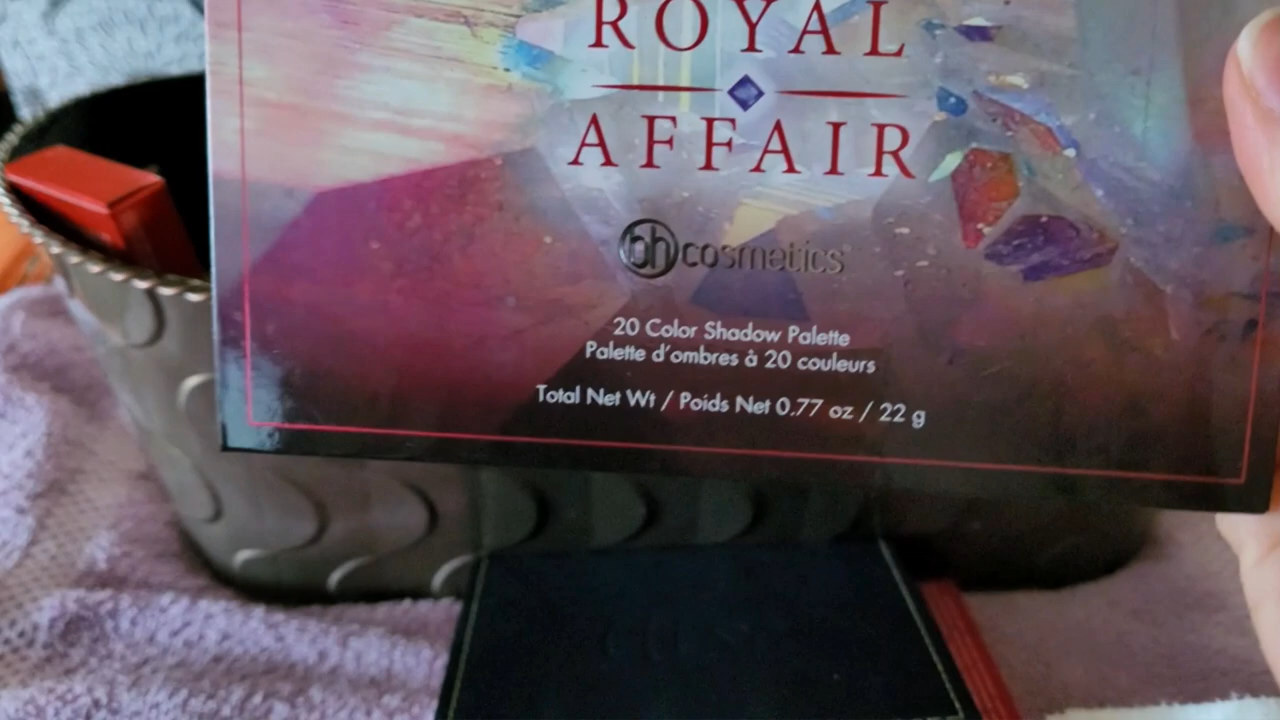 ROYAL
AFFAIR
bh cosmetics
20 Color Shadow Palette
Palette d'ombres à 20 couleurs
Total Net Wt / Poids Net 0.77 oz / 22 g